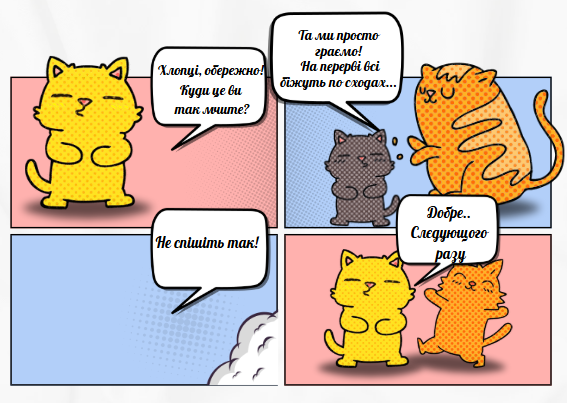 Хлопці, обережно!
Куди це ви
так мчите?
Та ми просто
граємо!
На перерві всі
біжуть по сходах...
Не спішіть так!
Добре..
Следующого
разу